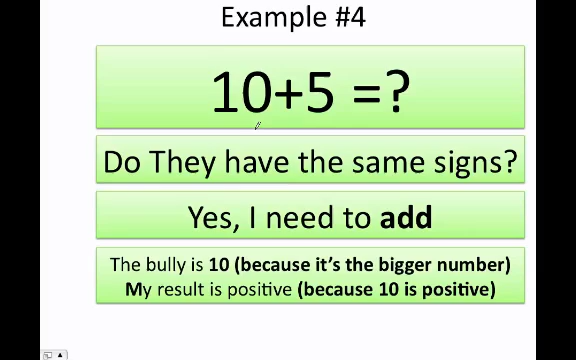 Example #4
10+5 =?
Do They have the same signs?
Yes, I need to add
The bully is 10 (because it's the bigger number)
My result is positive (because 10 is positive)